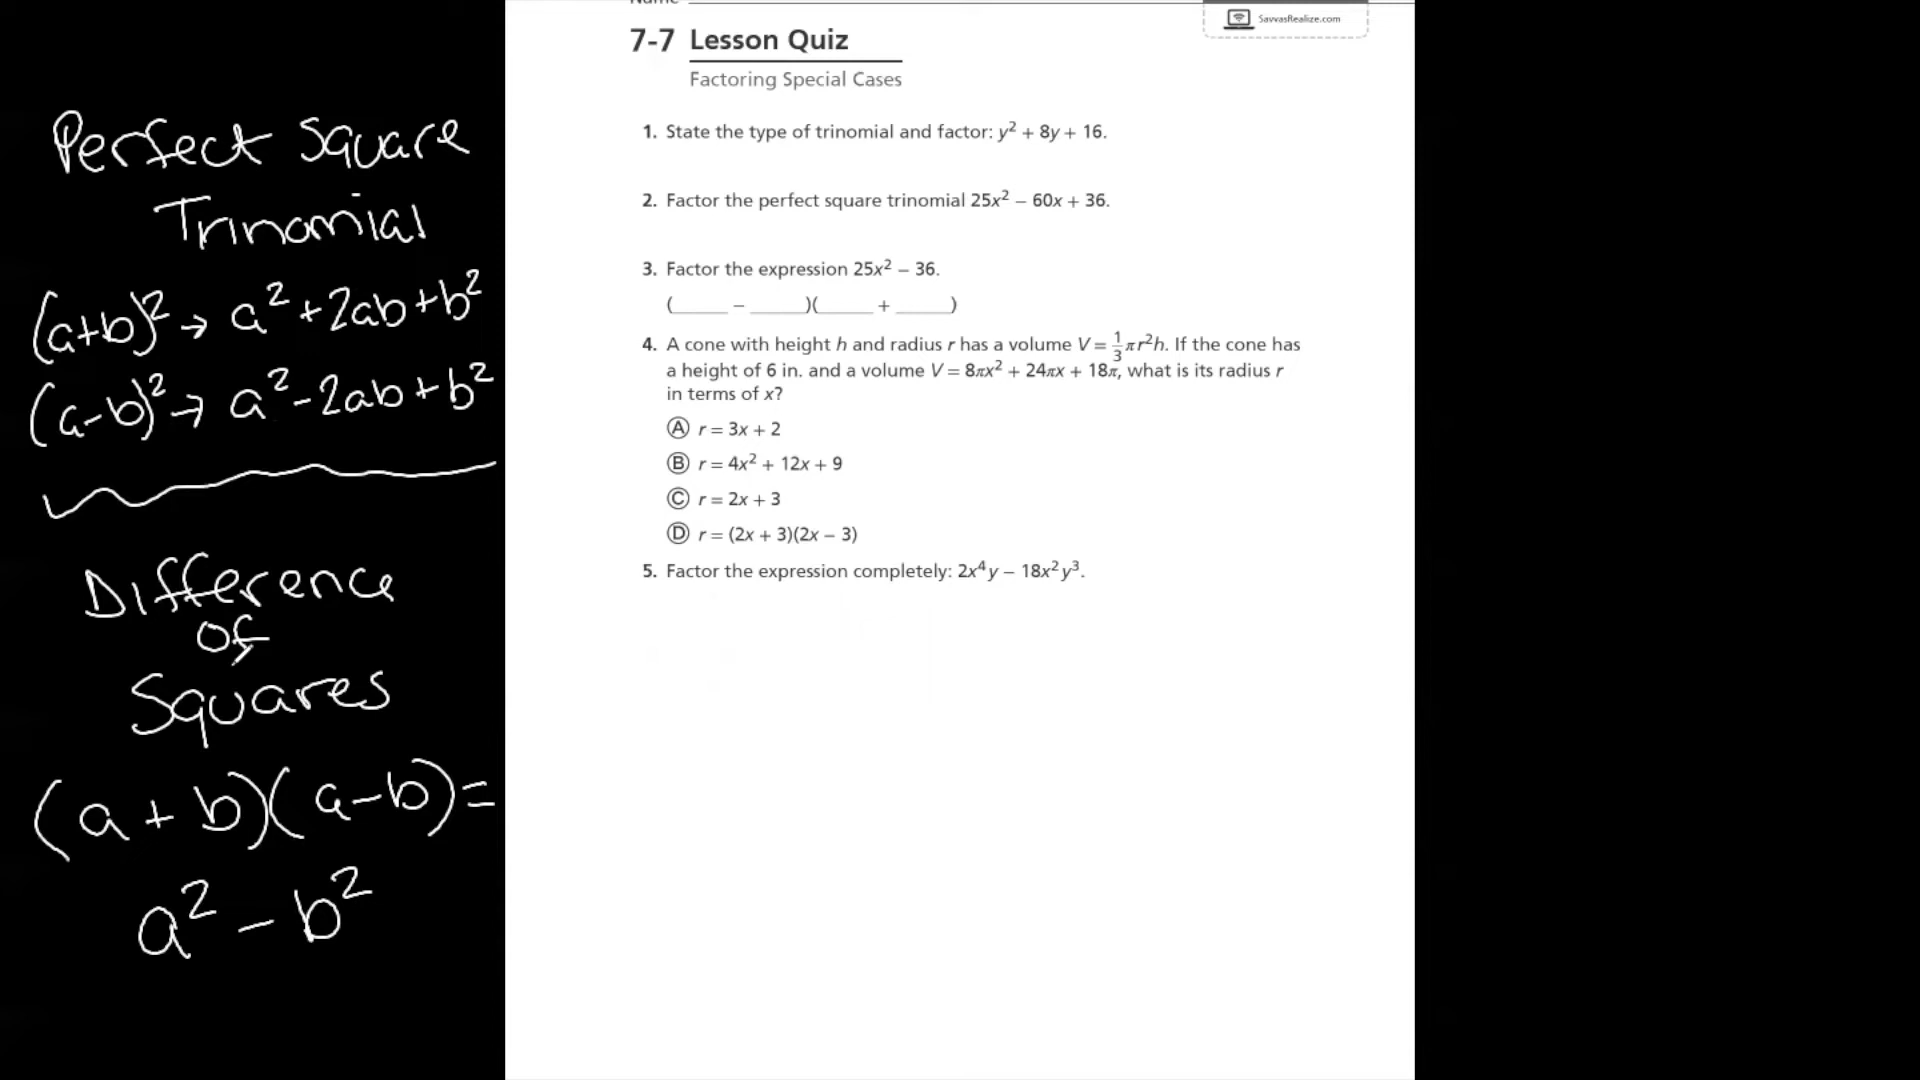 Perfect Square
Trinomial
(a+b)² → a²+2ab+b²
(a-b)² → a²-2ab+b²
Difference
of
Squares
(a+b)(a-b)=
a²-b²
Name
SavvasRealize.com
7-7 Lesson Quiz
Factoring Special Cases
1. State the type of trinomial and factor: y² + 8y + 16.
2. Factor the perfect square trinomial 25x² – 60x + 36.
3. Factor the expression 25x² – 36.
(____ – ____)(____ + ____)
4. A cone with height h and radius r has a volume V = 1/3 πr²h. If the cone has
a height of 6 in. and a volume V = 8πx² + 24πx + 18π, what is its radius r
in terms of x?
Ⓐ r = 3x + 2
Ⓑ r = 4x² + 12x + 9
Ⓒ r = 2x + 3
Ⓓ r = (2x + 3)(2x – 3)
5. Factor the expression completely: 2x⁴y – 18x²y³.